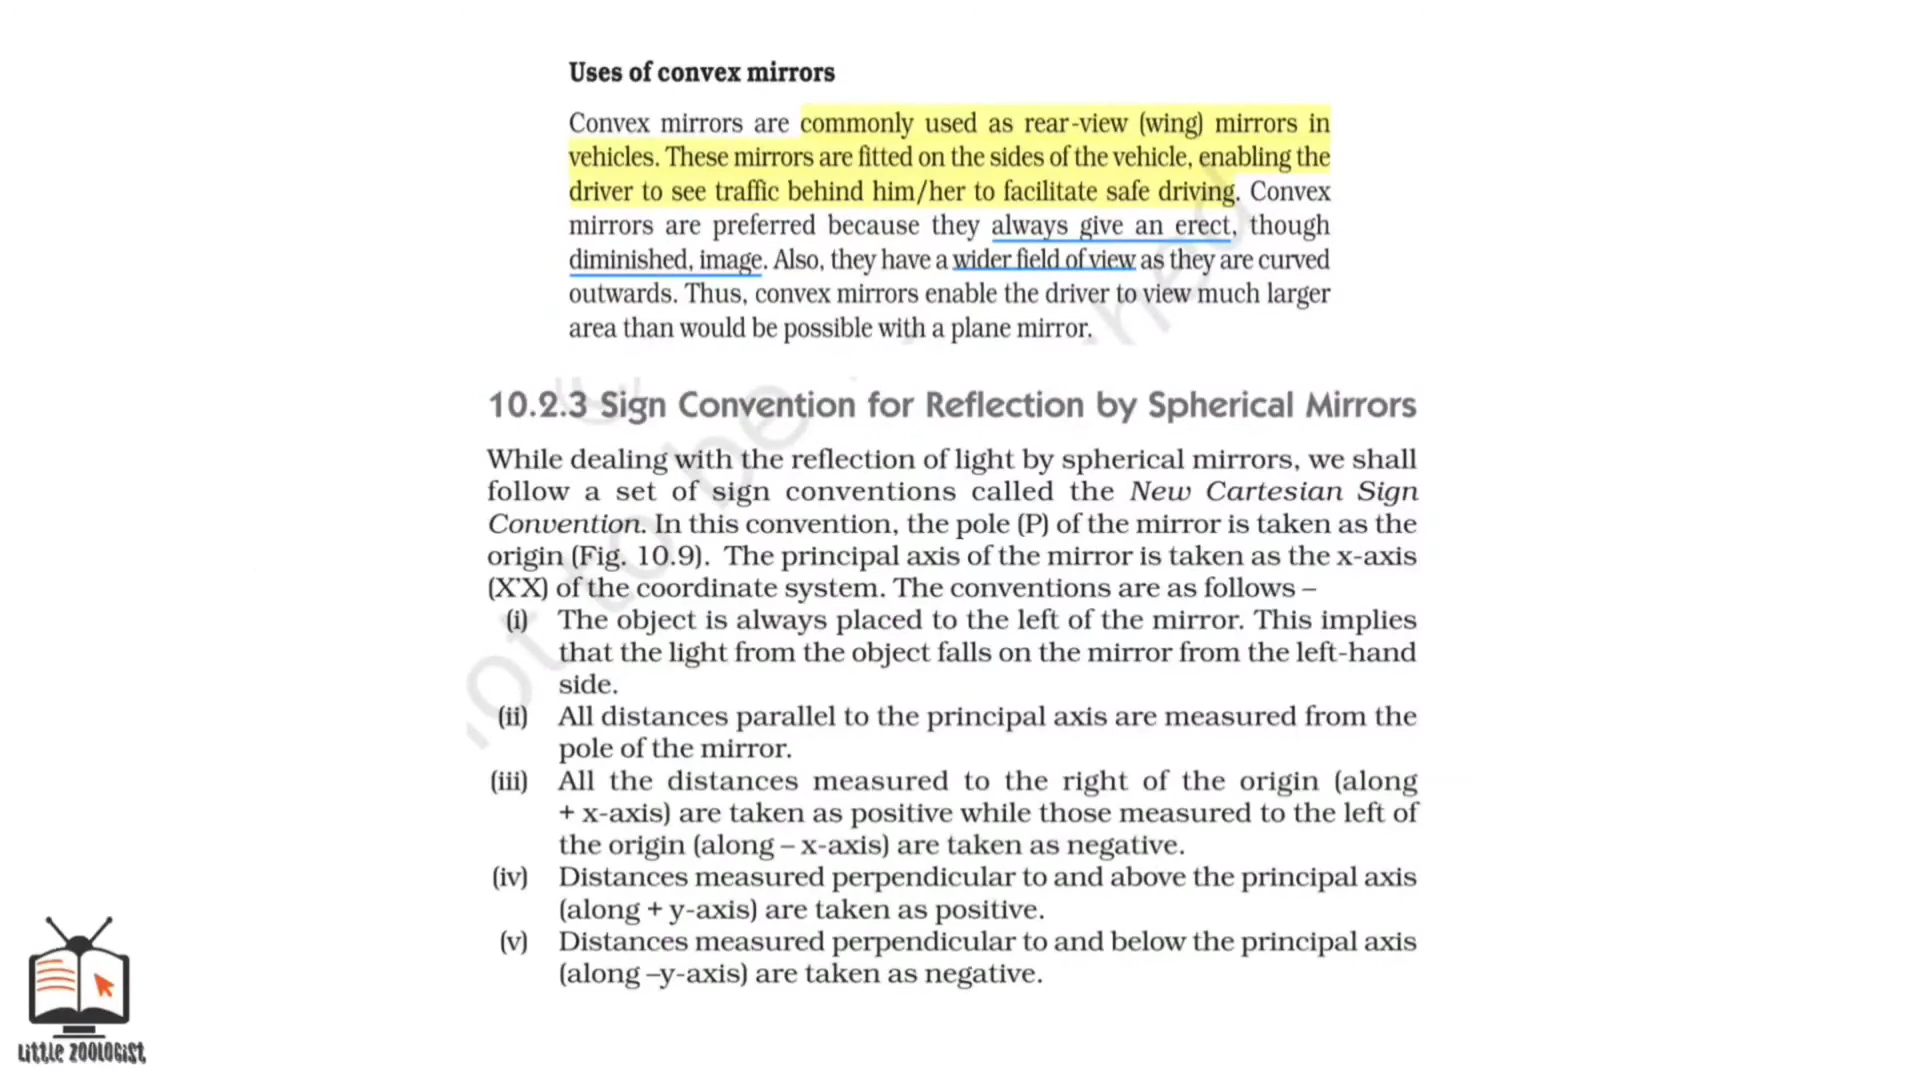 Uses of convex mirrors
Convex mirrors are commonly used as rear-view (wing) mirrors in
vehicles. These mirrors are fitted on the sides of the vehicle, enabling the
driver to see traffic behind him/her to facilitate safe driving. Convex
mirrors are preferred because they always give an erect, though
diminished, image. Also, they have a wider field of view as they are curved
outwards. Thus, convex mirrors enable the driver to view much larger
area than would be possible with a plane mirror.
10.2.3 Sign Convention for Reflection by Spherical Mirrors
While dealing with the reflection of light by spherical mirrors, we shall
follow a set of sign conventions called the New Cartesian Sign
Convention. In this convention, the pole (P) of the mirror is taken as the
origin (Fig. 10.9). The principal axis of the mirror is taken as the x-axis
(X'X) of the coordinate system. The conventions are as follows –
(i) The object is always placed to the left of the mirror. This implies
that the light from the object falls on the mirror from the left-hand
side.
(ii) All distances parallel to the principal axis are measured from the
pole of the mirror.
(iii) All the distances measured to the right of the origin (along
+ x-axis) are taken as positive while those measured to the left of
the origin (along – x-axis) are taken as negative.
(iv) Distances measured perpendicular to and above the principal axis
(along + y-axis) are taken as positive.
(v) Distances measured perpendicular to and below the principal axis
(along –y-axis) are taken as negative.
not to be
hed
LittLe ZOOLOGiSt